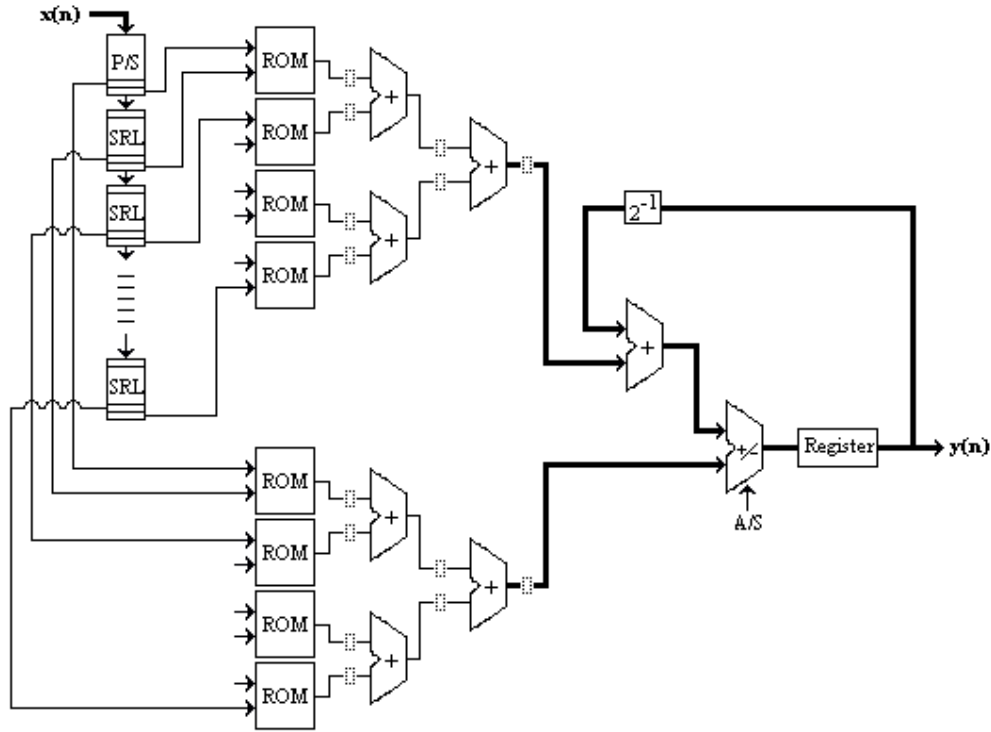 x(n)
P/S
SRL
SRL
SRL
ROM
ROM
ROM
ROM
+
+
+
2⁻¹
+
+/-
A/S
Register
y(n)
ROM
ROM
ROM
ROM
+
+
+